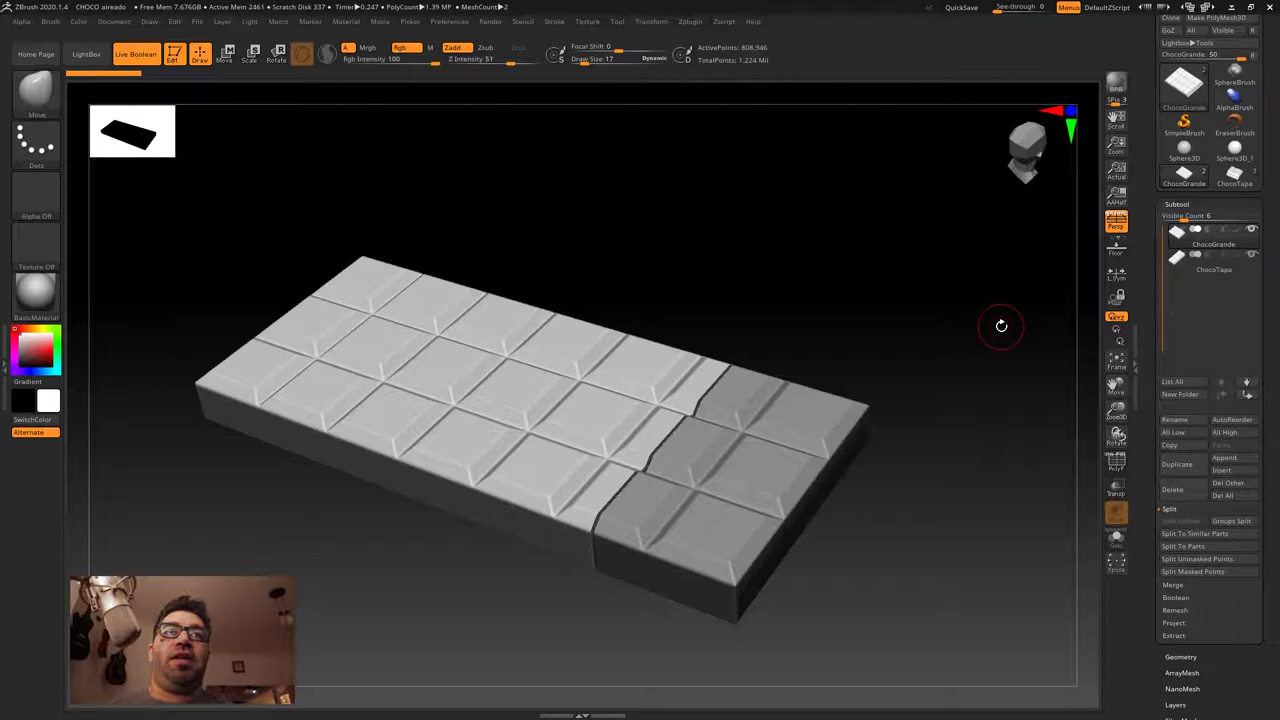 ZBrush 2020.1.4
CHOCO aireado
• Free Mem 7.676GB • Active Mem 2461 • Scratch Disk 337 • Timer▶0.247 • PolyCount▶1.39 MP • MeshCount▶2
AC
QuickSave
See-through 0
Menus
DefaultZScript
Alpha
Brush
Color
Document
Draw
Edit
File
Layer
Light
Macro
Marker
Material
Movie
Picker
Preferences
Render
Stencil
Stroke
Texture
Tool
Transform
Zplugin
Zscript
Help
Home Page
LightBox
Live Boolean
Edit
Draw
Move
Scale
Rotate
A
Mrgb
Rgb
M
Rgb Intensity 100
Zadd
Zsub
Zcut
Z Intensity 51
S
Focal Shift 0
Draw Size 17
Dynamic
D
ActivePoints: 808,946
TotalPoints: 1.224 Mil
Move
Dots
Alpha Off
Texture Off
BasicMaterial
Gradient
SwitchColor
Alternate
BPR
SPix 3
Scroll
Zoom
Actual
AAHalf
Persp
Floor
L.Sym
XYZ
Frame
Move
Zoom3D
Rotate
PolyF
Transp
Solo
Xpose
Clone
Make PolyMesh3D
GoZ
All
Visible
R
Lightbox▶Tools
ChocoGrande. 50
R
2
ChocoGrande
SphereBrush
AlphaBrush
SimpleBrush
EraserBrush
Sphere3D
Sphere3D_1
2
3
ChocoGrande
ChocoTapa
Subtool
Visible Count 6
ChocoGrande
ChocoTapa
List All
New Folder
Rename
AutoReorder
All Low
All High
Copy
Duplicate
Append
Insert
Delete
Del Other
Del All
Split
Groups Split
Split To Similar Parts
Split To Parts
Split Unmasked Points
Split Masked Points
Merge
Boolean
Remesh
Project
Extract
Geometry
ArrayMesh
NanoMesh
Layers